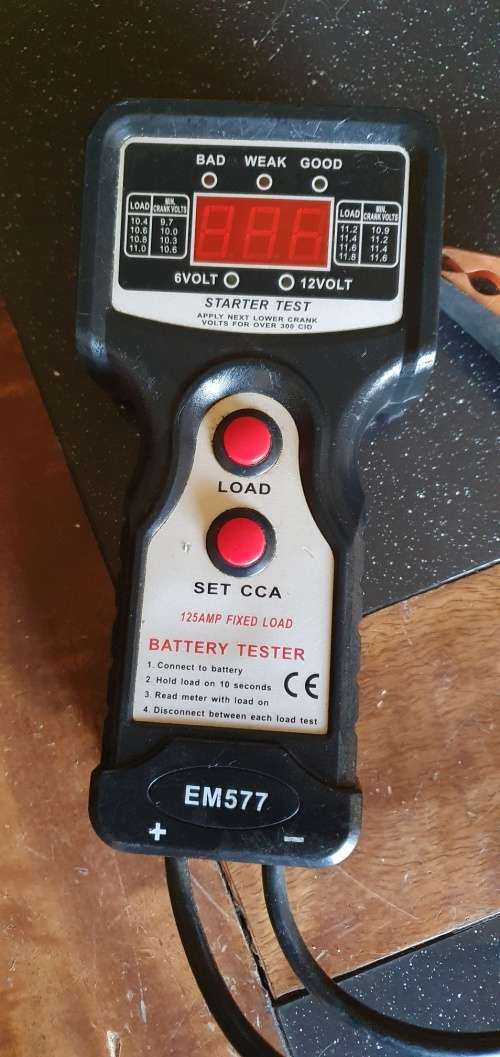 BAD WEAK GOOD
LOAD MIN. CRANK VOLTS
10.4 9.7
10.6 10.0
10.8 10.3
11.0 10.6
LOAD MIN. CRANK VOLTS
11.2 10.9
11.4 11.2
11.6 11.4
11.8 11.6
6VOLT 12VOLT
STARTER TEST
APPLY NEXT LOWER CRANK
VOLTS FOR OVER 300 CID
LOAD
SET CCA
125AMP FIXED LOAD
BATTERY TESTER
1. Connect to battery
2. Hold load on 10 seconds
3. Read meter with load on
4. Disconnect between each load test
CE
EM577
+ −